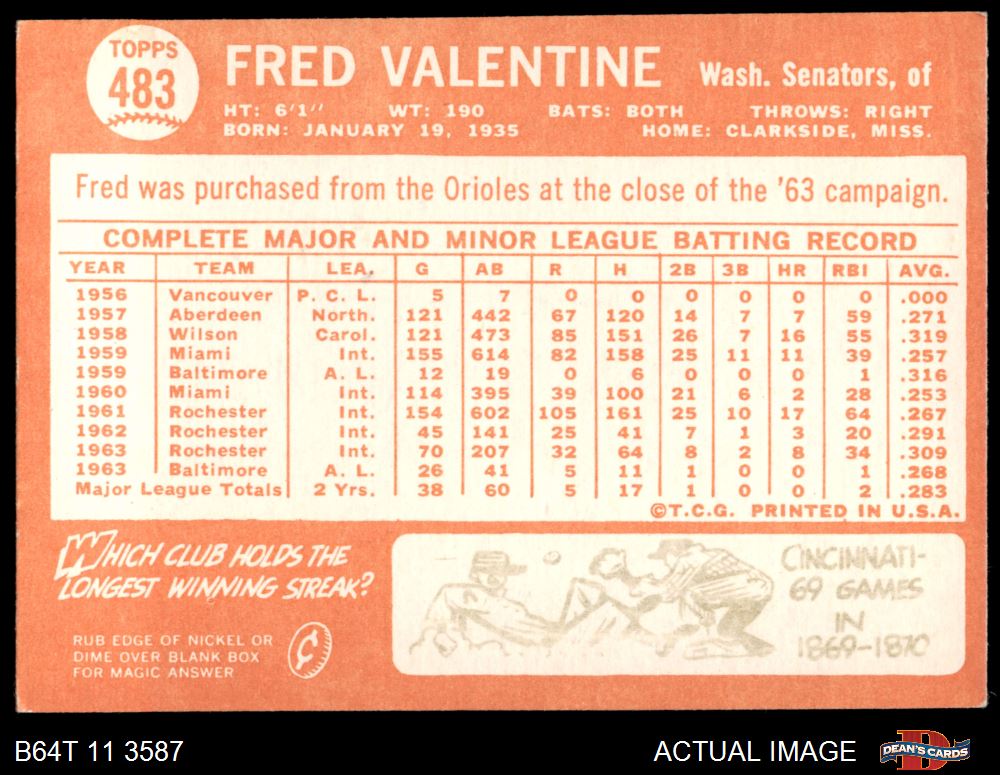 TOPPS
483
FRED VALENTINE Wash. Senators, of
HT: 6'1" WT: 190 BATS: BOTH THROWS: RIGHT
BORN: JANUARY 19, 1935 HOME: CLARKSIDE, MISS.
Fred was purchased from the Orioles at the close of the '63 campaign.
COMPLETE MAJOR AND MINOR LEAGUE BATTING RECORD
YEAR TEAM LEA. G AB R H 2B 3B HR RBI AVG.
1956 Vancouver P. C. L. 5 7 0 0 0 0 0 0 .000
1957 Aberdeen North. 121 442 67 120 14 7 7 59 .271
1958 Wilson Carol. 121 473 85 151 26 7 16 55 .319
1959 Miami Int. 155 614 82 158 25 11 11 39 .257
1959 Baltimore A. L. 12 19 0 6 0 0 0 1 .316
1960 Miami Int. 114 395 39 100 21 6 2 28 .253
1961 Rochester Int. 154 602 105 161 25 10 17 64 .267
1962 Rochester Int. 45 141 25 41 7 1 3 20 .291
1963 Rochester Int. 70 207 32 64 8 2 8 34 .309
1963 Baltimore A. L. 26 41 5 11 1 0 0 1 .268
Major League Totals 2 Yrs. 38 60 5 17 1 0 0 2 .283
©T.C.G. PRINTED IN U.S.A.
WHICH CLUB HOLDS THE
LONGEST WINNING STREAK?
RUB EDGE OF NICKEL OR
DIME OVER BLANK BOX
FOR MAGIC ANSWER
CINCINNATI-
69 GAMES
IN
1869-1870
B64T 11 3587 ACTUAL IMAGE DEAN'S CARDS